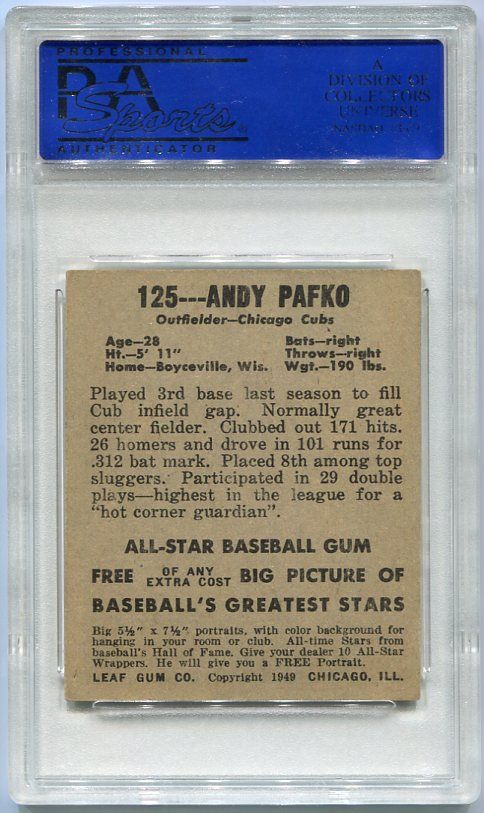 PROFESSIONAL
PSA
Sports
AUTHENTICATOR
A
DIVISION OF
COLLECTORS
UNIVERSE
125---ANDY PAFKO
Outfielder—Chicago Cubs
Age—28 Bats—right
Ht.—5' 11" Throws—right
Home—Boyceville, Wis. Wgt.—190 lbs.
Played 3rd base last season to fill
Cub infield gap. Normally great
center fielder. Clubbed out 171 hits.
26 homers and drove in 101 runs for
.312 bat mark. Placed 8th among top
sluggers. Participated in 29 double
plays—highest in the league for a
"hot corner guardian".
ALL-STAR BASEBALL GUM
FREE OF ANY EXTRA COST BIG PICTURE OF
BASEBALL'S GREATEST STARS
Big 5½" x 7½" portraits, with color background for
hanging in your room or club. All-time Stars from
baseball's Hall of Fame. Give your dealer 10 All-Star
Wrappers. He will give you a FREE Portrait.
LEAF GUM CO. Copyright 1949 CHICAGO, ILL.